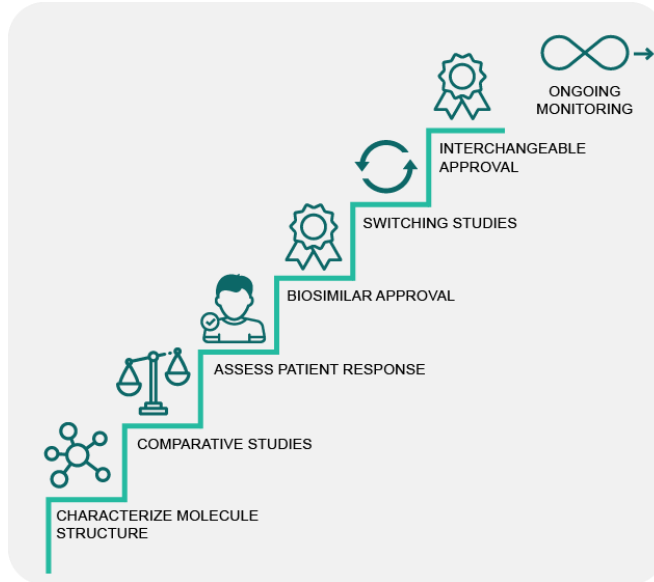 ONGOING
MONITORING
INTERCHANGEABLE
APPROVAL
SWITCHING STUDIES
BIOSIMILAR APPROVAL
ASSESS PATIENT RESPONSE
COMPARATIVE STUDIES
CHARACTERIZE MOLECULE
STRUCTURE